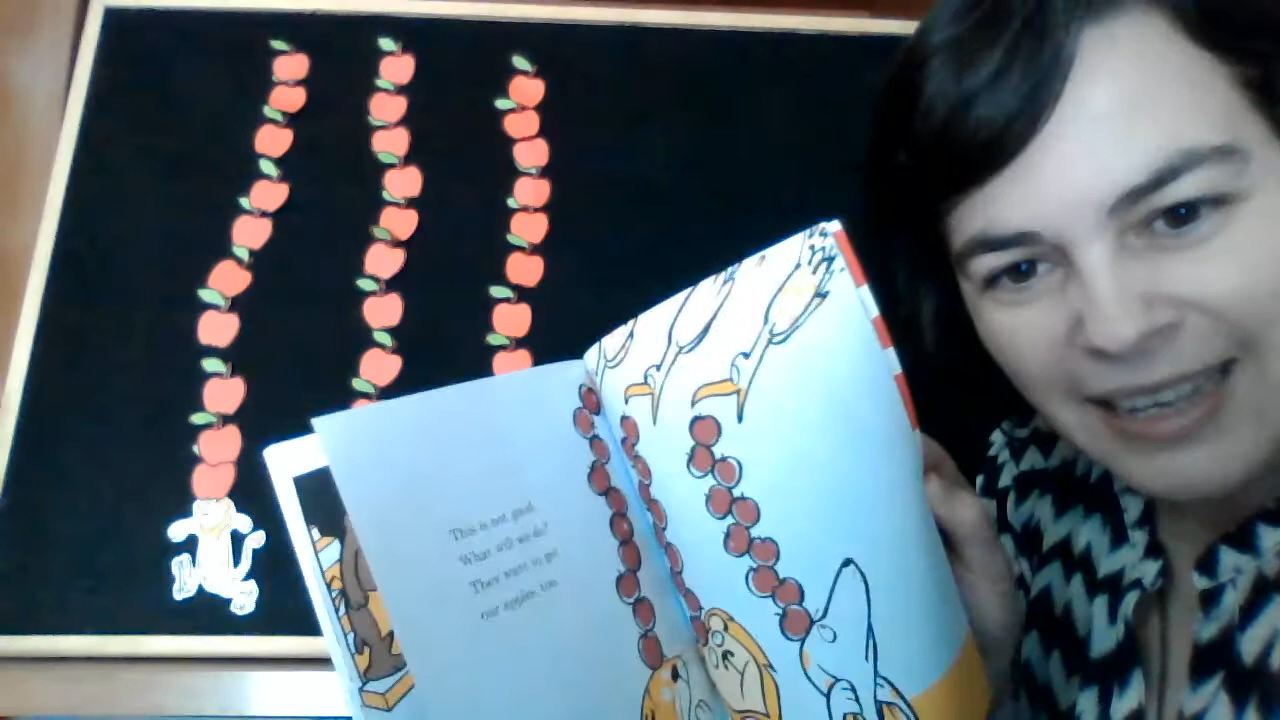 This is not good.
What will we do?
They want to get
our apples, too.